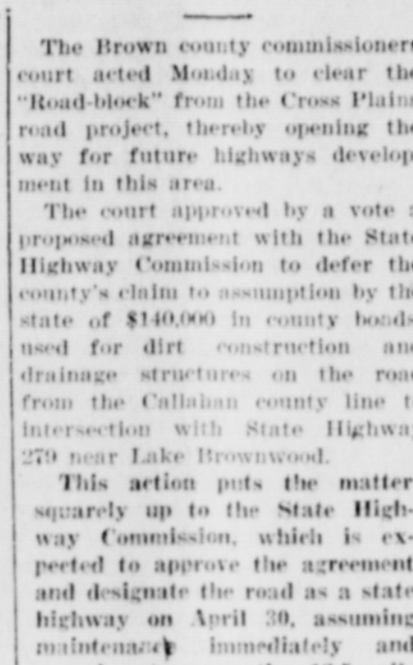 The Brown county commissioners
court acted Monday to clear the
"Road-block" from the Cross Plains
road project, thereby opening the
way for future highways develop-
ment in this area.
The court approved by a vote a
proposed agreement with the State
Highway Commission to defer the
county's claim to assumption by the
state of $140,000 in county bonds
used for dirt construction and
drainage structures on the road
from the Callahan county line to
intersection with State Highway
279 near Lake Brownwood.
This action puts the matter
squarely up to the State High-
way Commission, which is ex-
pected to approve the agreement
and designate the road as a state
highway on April 30, assuming
maintenance immediately and